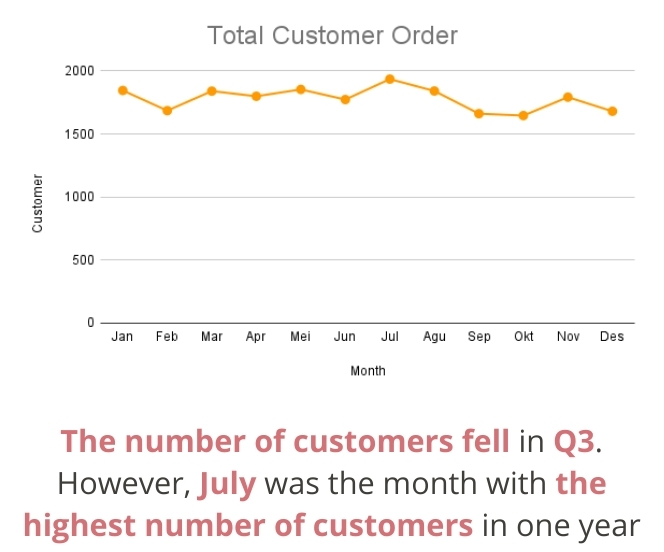 Total Customer Order
2000
1500
1000
500
0
Customer
Jan Feb Mar Apr Mei Jun Jul Agu Sep Okt Nov Des
Month
The number of customers fell in Q3.
However, July was the month with the
highest number of customers in one year